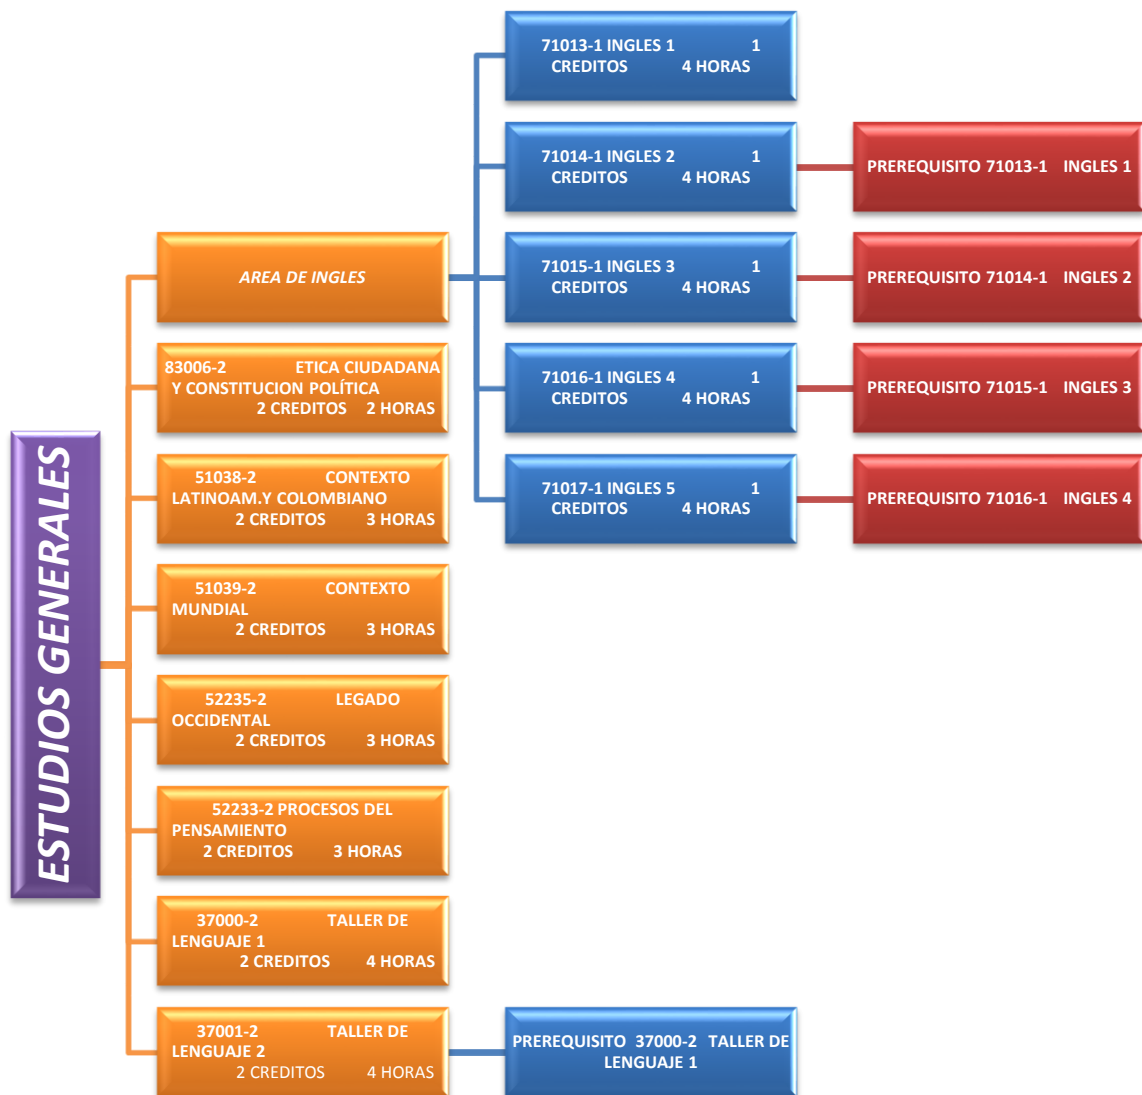 ESTUDIOS GENERALES
AREA DE INGLES
71013-1 INGLES 1 1
CREDITOS 4 HORAS
71014-1 INGLES 2 1
CREDITOS 4 HORAS
PREREQUISITO 71013-1 INGLES 1
71015-1 INGLES 3 1
CREDITOS 4 HORAS
PREREQUISITO 71014-1 INGLES 2
71016-1 INGLES 4 1
CREDITOS 4 HORAS
PREREQUISITO 71015-1 INGLES 3
71017-1 INGLES 5 1
CREDITOS 4 HORAS
PREREQUISITO 71016-1 INGLES 4
83006-2 ETICA CIUDADANA
Y CONSTITUCION POLÍTICA
2 CREDITOS 2 HORAS
51038-2 CONTEXTO
LATINOAM.Y COLOMBIANO
2 CREDITOS 3 HORAS
51039-2 CONTEXTO
MUNDIAL
2 CREDITOS 3 HORAS
52235-2 LEGADO
OCCIDENTAL
2 CREDITOS 3 HORAS
52233-2 PROCESOS DEL
PENSAMIENTO
2 CREDITOS 3 HORAS
37000-2 TALLER DE
LENGUAJE 1
2 CREDITOS 4 HORAS
37001-2 TALLER DE
LENGUAJE 2
2 CREDITOS 4 HORAS
PREREQUISITO 37000-2 TALLER DE
LENGUAJE 1